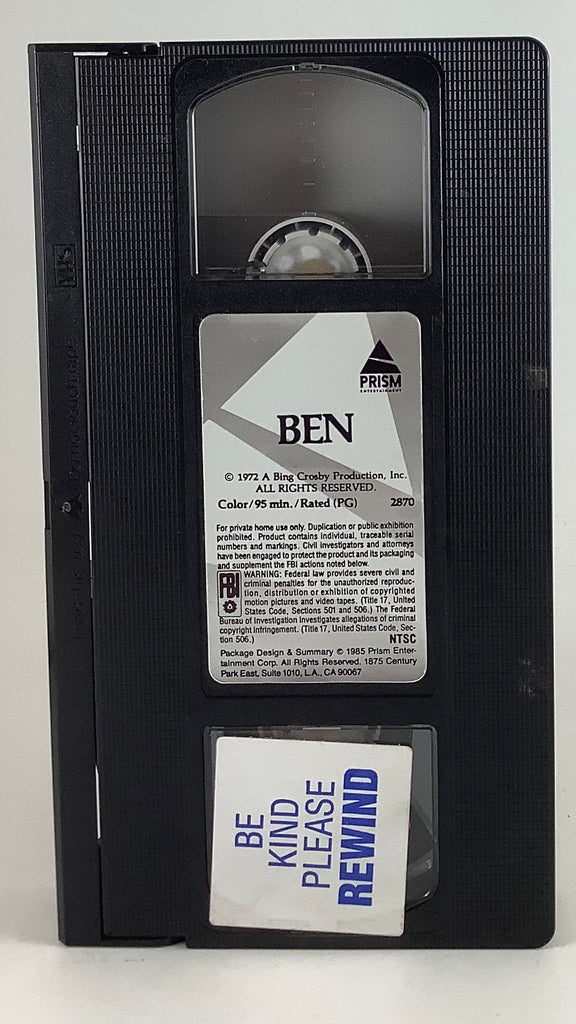 VHS
Do not touch tape
PRISM
ENTERTAINMENT
BEN
© 1972 A Bing Crosby Production, Inc.
ALL RIGHTS RESERVED.
Color/95 min./Rated (PG) 2870
For private home use only. Duplication or public exhibition
prohibited. Product contains individual, traceable serial
numbers and markings. Civil investigators and attorneys
have been engaged to protect the product and its packaging
and supplement the FBI actions noted below.
FBI
WARNING: Federal law provides severe civil and
criminal penalties for the unauthorized reproduc-
tion, distribution or exhibition of copyrighted
motion pictures and video tapes. (Title 17, United
States Code, Sections 501 and 506.) The Federal
Bureau of Investigation investigates allegations of criminal
copyright infringement. (Title 17, United States Code, Sec-
tion 506.)
NTSC
Package Design & Summary © 1985 Prism Enter-
tainment Corp. All Rights Reserved. 1875 Century
Park East, Suite 1010, L.A., CA 90067
BE
KIND
PLEASE
REWIND